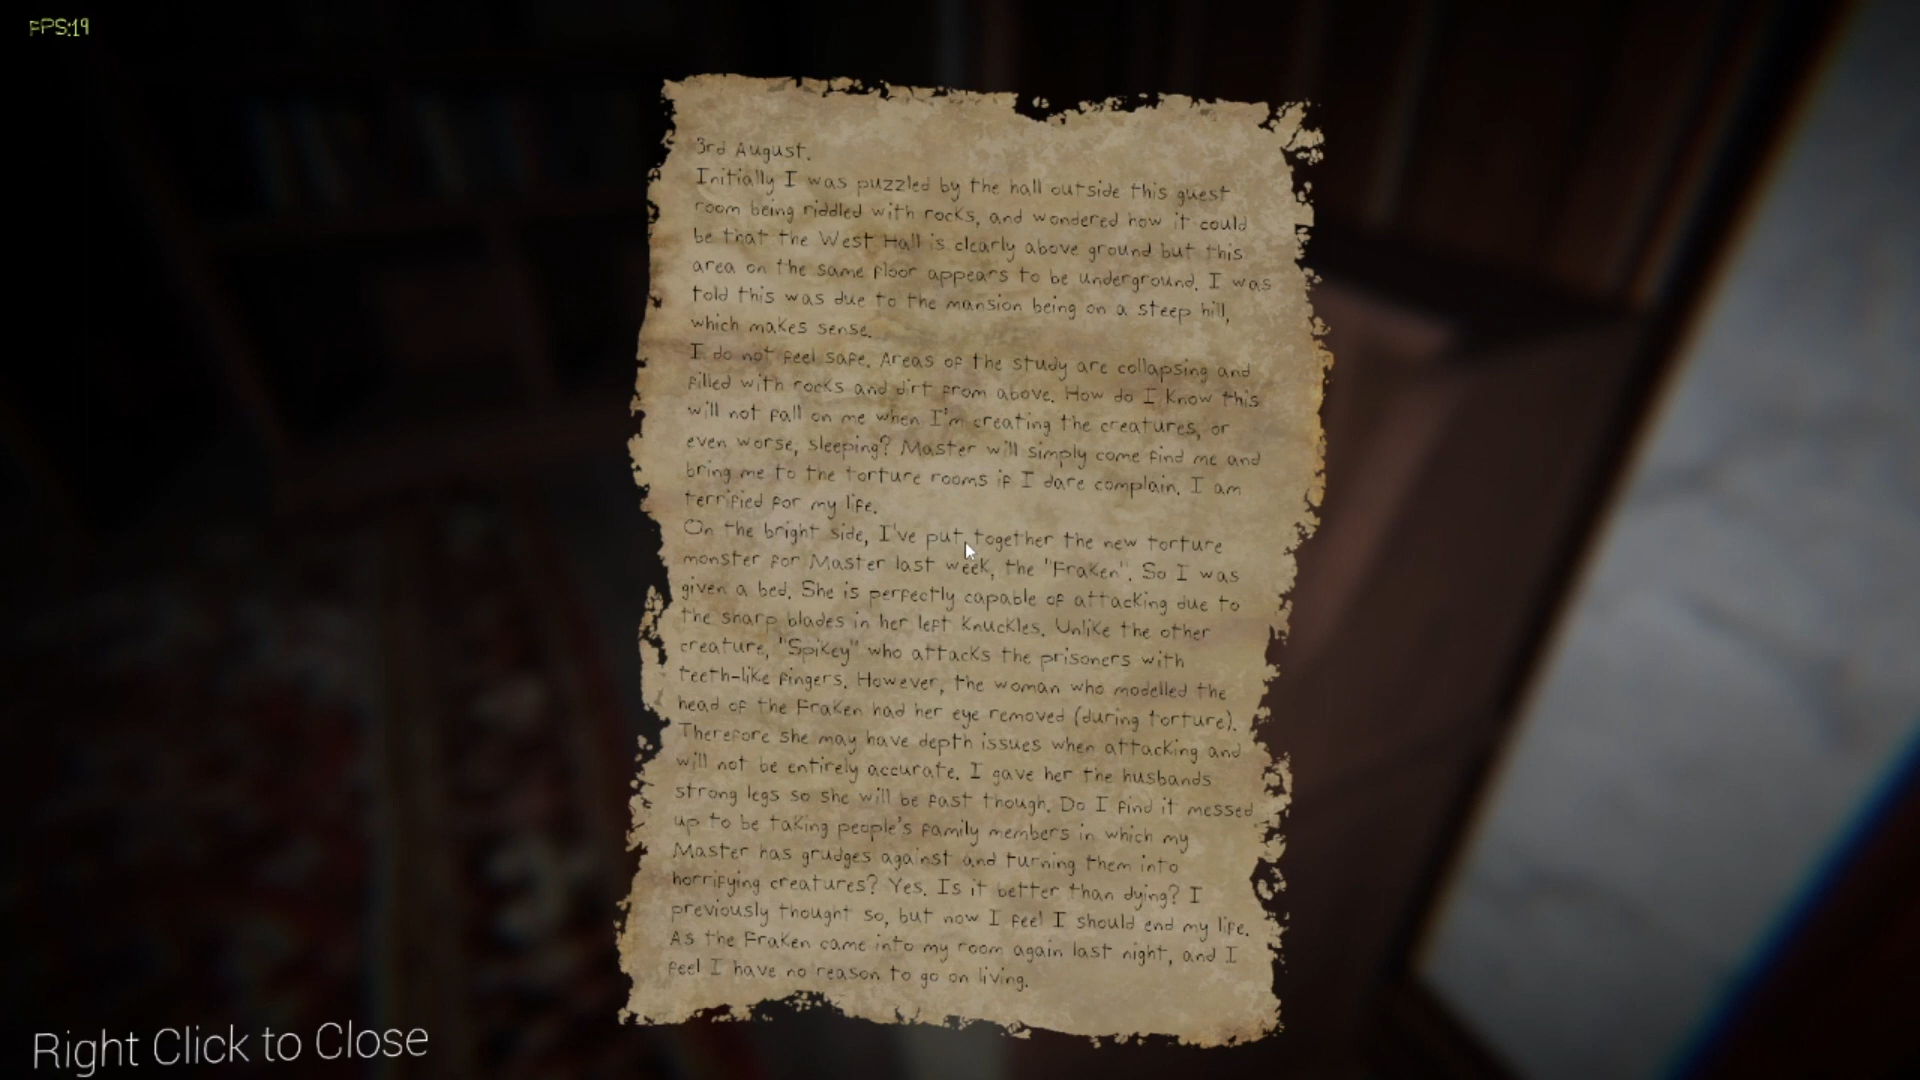 FPS:19
3rd August.
Initially I was puzzled by the hall outside this guest
room being riddled with rocks, and wondered how it could
be that the West Hall is clearly above ground but this
area on the same floor appears to be underground. I was
told this was due to the mansion being on a steep hill,
which makes sense.
I do not feel safe. Areas of the study are collapsing and
filled with rocks and dirt from above. How do I know this
will not fall on me when I'm creating the creatures, or
even worse, sleeping? Master will simply come find me and
bring me to the torture rooms if I dare complain. I am
terrified for my life.
On the bright side, I've put together the new torture
monster for Master last week, the "Fraken". So I was
given a bed. She is perfectly capable of attacking due to
the sharp blades in her left knuckles. Unlike the other
creature, "Spikey" who attacks the prisoners with
teeth-like fingers. However, the woman who modelled the
head of the Fraken had her eye removed (during torture).
Therefore she may have depth issues when attacking and
will not be entirely accurate. I gave her the husbands
strong legs so she will be fast though. Do I find it messed
up to be taking people's family members in which my
Master has grudges against and turning them into
horrifying creatures? Yes. Is it better than dying? I
previously thought so, but now I feel I should end my life.
As the Fraken came into my room again last night, and I
feel I have no reason to go on living.
Right Click to Close